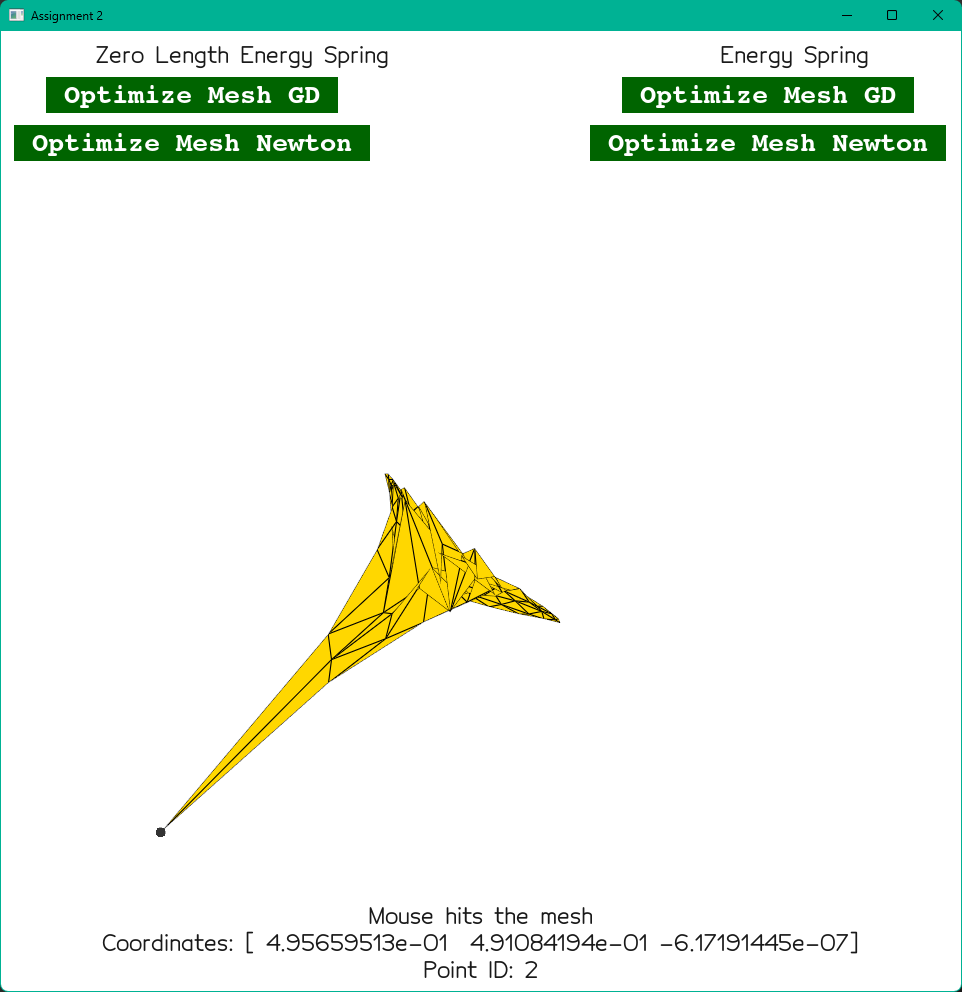 Assignment 2
Zero Length Energy Spring
Energy Spring
Optimize Mesh GD
Optimize Mesh GD
Optimize Mesh Newton
Optimize Mesh Newton
Mouse hits the mesh
Coordinates: [ 4.95659513e-01  4.91084194e-01 -6.17191445e-07]
Point ID: 2